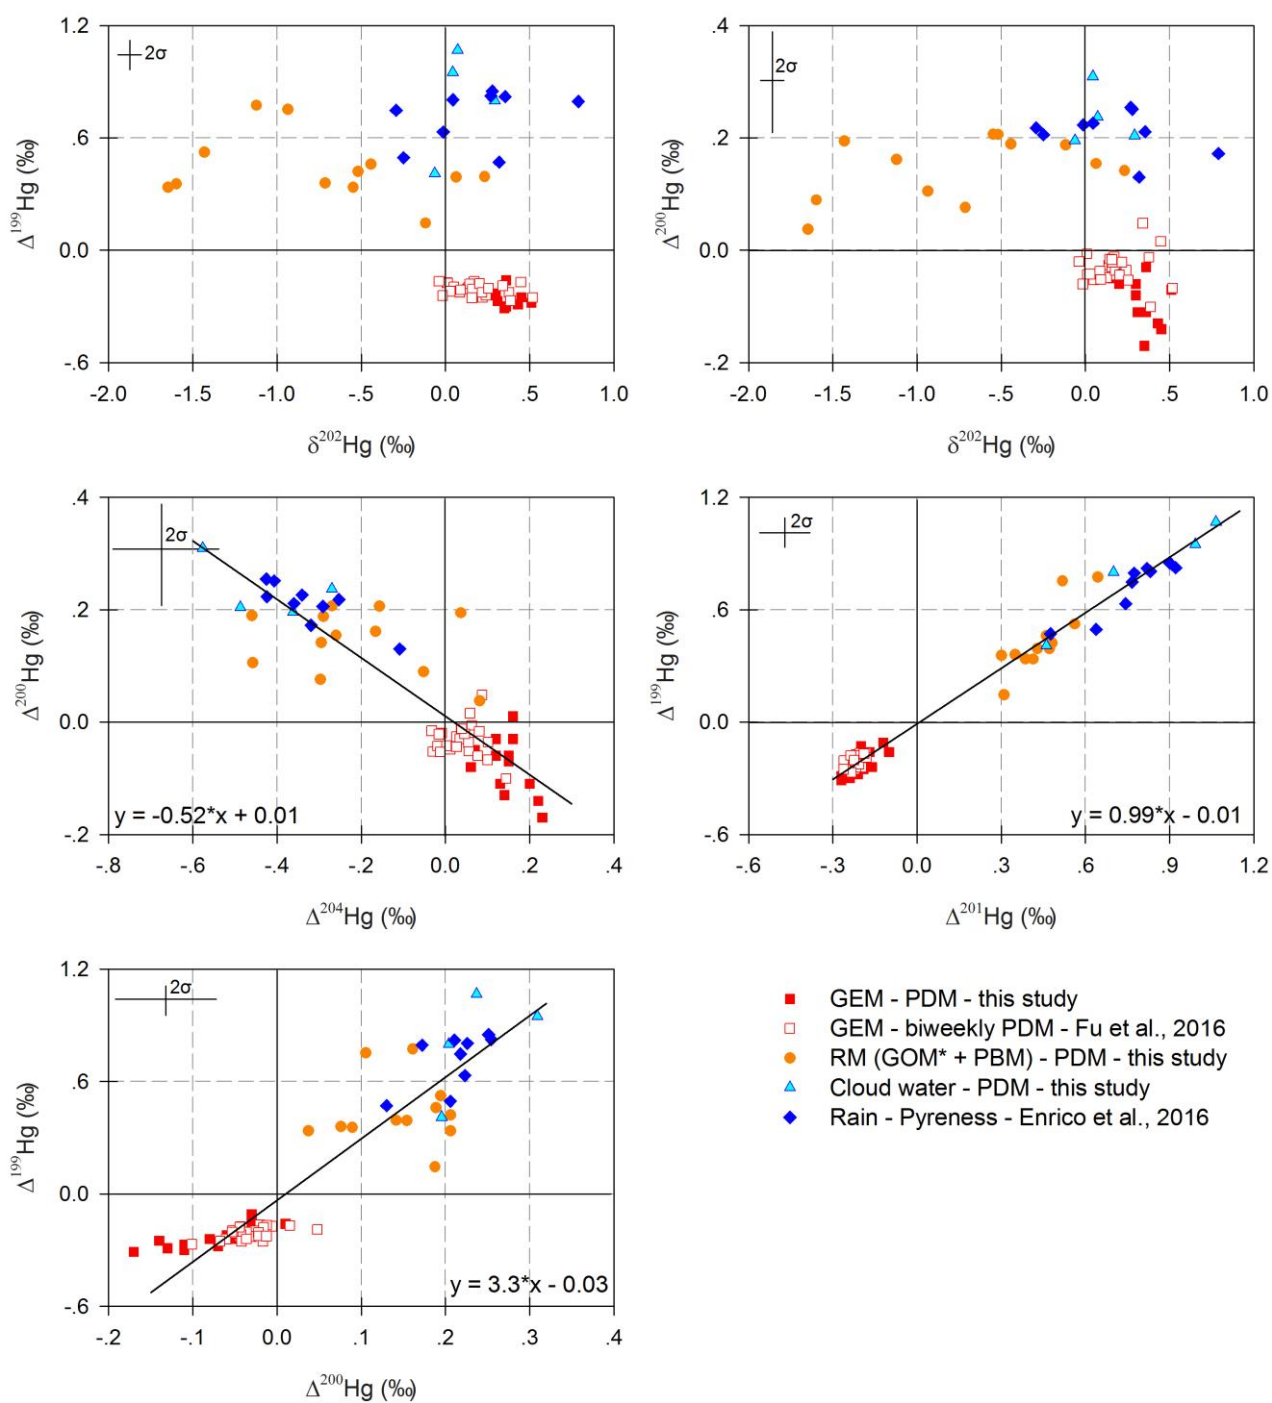 1.2
.6
0.0
-.6
Δ¹⁹⁹Hg (‰)
2σ
-2.0
-1.5
-1.0
-.5
0.0
.5
1.0
δ²⁰²Hg (‰)
.4
.2
0.0
-.2
Δ²⁰⁰Hg (‰)
2σ
-2.0
-1.5
-1.0
-.5
0.0
.5
1.0
δ²⁰²Hg (‰)
.4
.2
0.0
-.2
Δ²⁰⁰Hg (‰)
2σ
y = -0.52*x + 0.01
-.8
-.6
-.4
-.2
0.0
.2
.4
Δ²⁰⁴Hg (‰)
1.2
.6
0.0
-.6
Δ¹⁹⁹Hg (‰)
2σ
y = 0.99*x - 0.01
-.6
-.3
0.0
.3
.6
.9
1.2
Δ²⁰¹Hg (‰)
1.2
.6
0.0
-.6
Δ¹⁹⁹Hg (‰)
2σ
y = 3.3*x - 0.03
-.2
-.1
0.0
.1
.2
.3
.4
Δ²⁰⁰Hg (‰)
GEM - PDM - this study
GEM - biweekly PDM - Fu et al., 2016
RM (GOM* + PBM) - PDM - this study
Cloud water - PDM - this study
Rain - Pyreness - Enrico et al., 2016